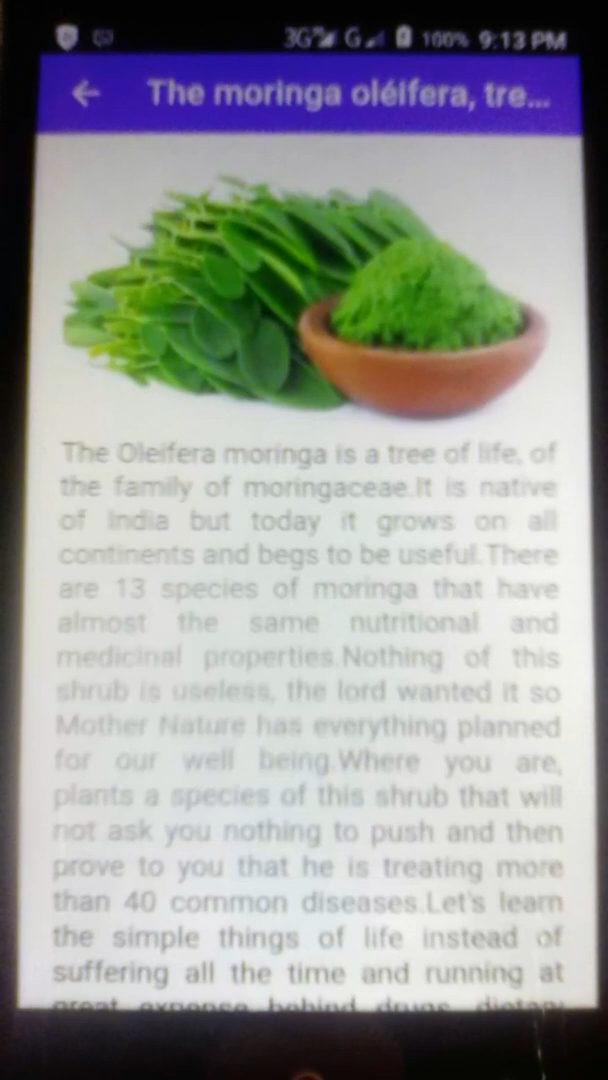 3G G 100% 9:13 PM
The moringa oléifera, tre...
The Oleifera moringa is a tree of life, of
the family of moringaceae.It is native
of India but today it grows on all
continents and begs to be useful.There
are 13 species of moringa that have
almost the same nutritional and
medicinal properties.Nothing of this
shrub is useless, the lord wanted it so
Mother Nature has everything planned
for our well being.Where you are,
plants a species of this shrub that will
not ask you nothing to push and then
prove to you that he is treating more
than 40 common diseases.Let's learn
the simple things of life instead of
suffering all the time and running at
great expense behind drugs, dietary